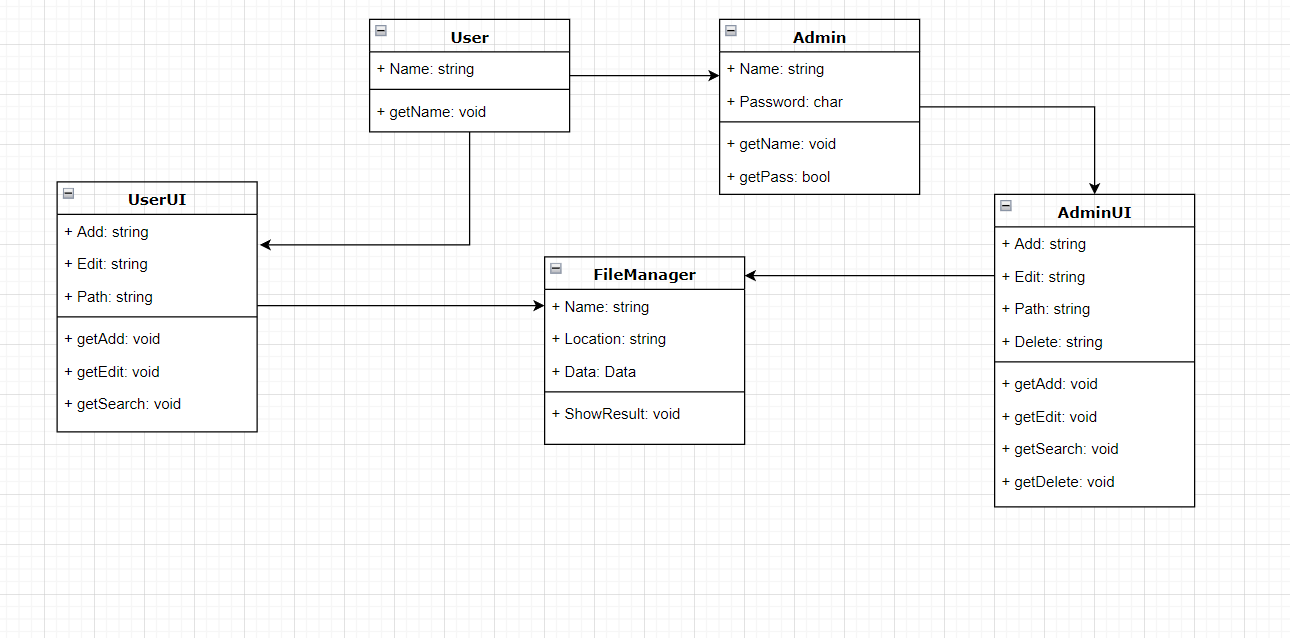 User
+ Name: string
+ getName: void
Admin
+ Name: string
+ Password: char
+ getName: void
+ getPass: bool
UserUI
+ Add: string
+ Edit: string
+ Path: string
+ getAdd: void
+ getEdit: void
+ getSearch: void
FileManager
+ Name: string
+ Location: string
+ Data: Data
+ ShowResult: void
AdminUI
+ Add: string
+ Edit: string
+ Path: string
+ Delete: string
+ getAdd: void
+ getEdit: void
+ getSearch: void
+ getDelete: void